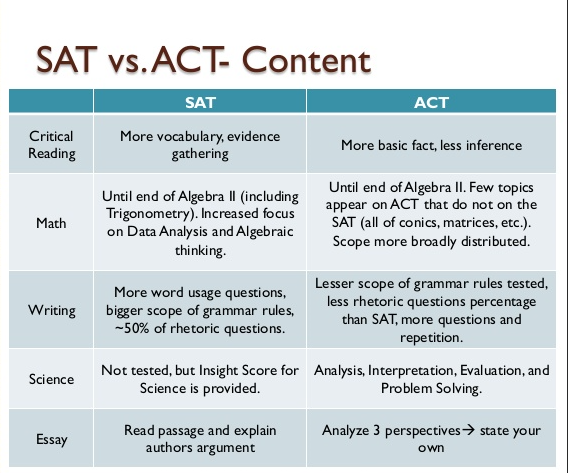 SAT vs. ACT- Content
SAT
ACT
Critical
Reading
More vocabulary, evidence
gathering
More basic fact, less inference
Math
Until end of Algebra II (including
Trigonometry). Increased focus
on Data Analysis and Algebraic
thinking.
Until end of Algebra II. Few topics
appear on ACT that do not on the
SAT (all of conics, matrices, etc.).
Scope more broadly distributed.
Writing
More word usage questions,
bigger scope of grammar rules,
~50% of rhetoric questions.
Lesser scope of grammar rules tested,
less rhetoric questions percentage
than SAT, more questions and
repetition.
Science
Not tested, but Insight Score for
Science is provided.
Analysis, Interpretation, Evaluation, and
Problem Solving.
Essay
Read passage and explain
authors argument
Analyze 3 perspectives→ state your
own